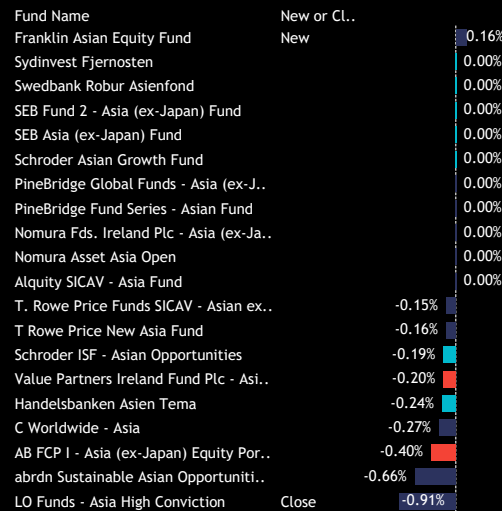 Fund Name New or Cl..
Franklin Asian Equity Fund New 0.16%
Sydinvest Fjernosten 0.00%
Swedbank Robur Asienfond 0.00%
SEB Fund 2 - Asia (ex-Japan) Fund 0.00%
SEB Asia (ex-Japan) Fund 0.00%
Schroder Asian Growth Fund 0.00%
PineBridge Global Funds - Asia (ex-J.. 0.00%
PineBridge Fund Series - Asian Fund 0.00%
Nomura Fds. Ireland Plc - Asia (ex-Ja.. 0.00%
Nomura Asset Asia Open 0.00%
Alquity SICAV - Asia Fund 0.00%
T. Rowe Price Funds SICAV - Asian ex.. -0.15%
T Rowe Price New Asia Fund -0.16%
Schroder ISF - Asian Opportunities -0.19%
Value Partners Ireland Fund Plc - Asi.. -0.20%
Handelsbanken Asien Tema -0.24%
C Worldwide - Asia -0.27%
AB FCP I - Asia (ex-Japan) Equity Por.. -0.40%
abrdn Sustainable Asian Opportuniti.. -0.66%
LO Funds - Asia High Conviction Close -0.91%